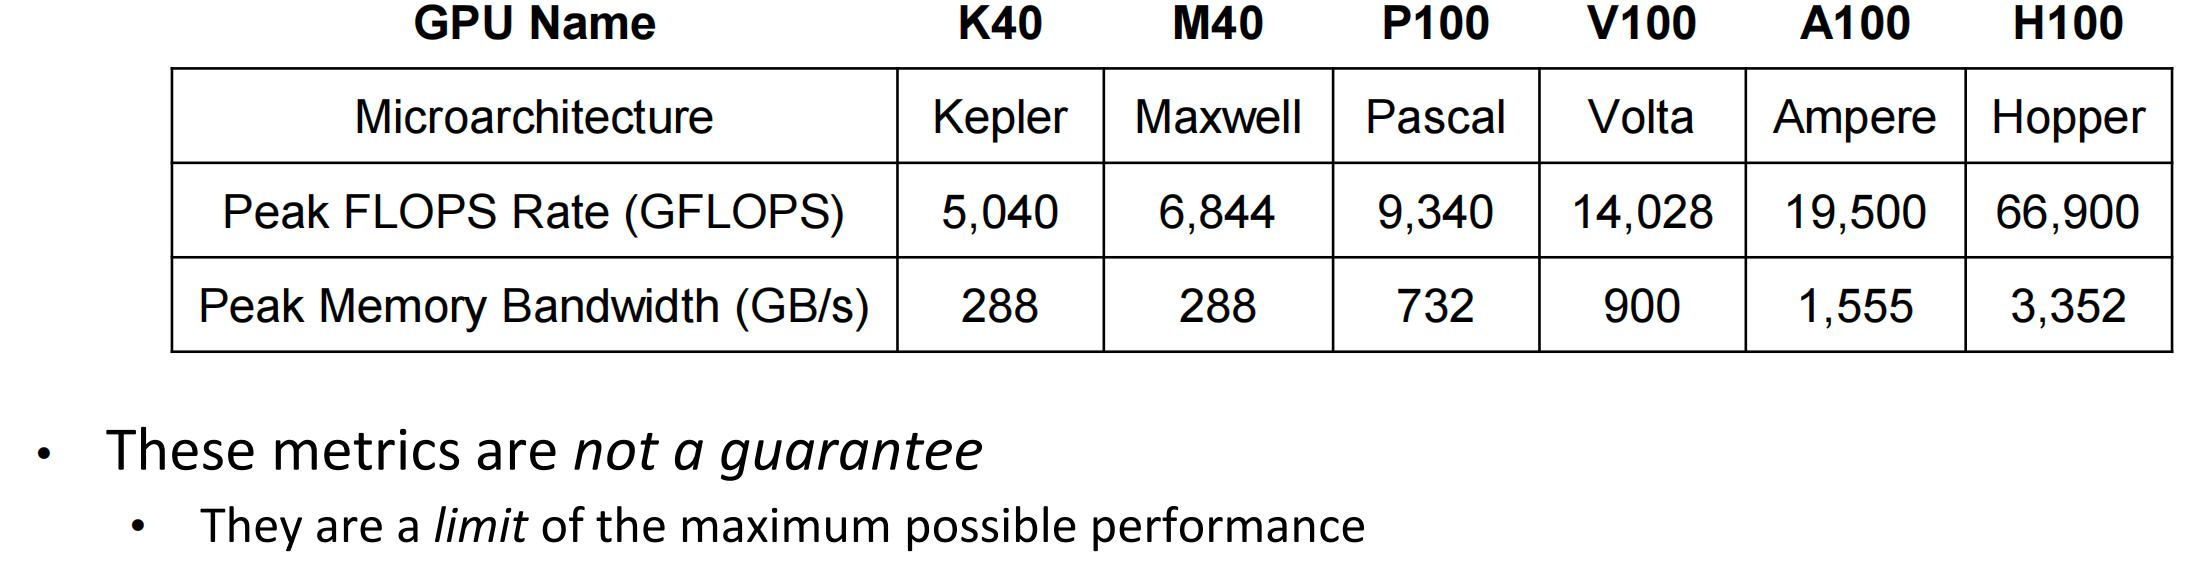 GPU Name K40 M40 P100 V100 A100 H100
Microarchitecture Kepler Maxwell Pascal Volta Ampere Hopper
Peak FLOPS Rate (GFLOPS) 5,040 6,844 9,340 14,028 19,500 66,900
Peak Memory Bandwidth (GB/s) 288 288 732 900 1,555 3,352
• These metrics are not a guarantee
• They are a limit of the maximum possible performance